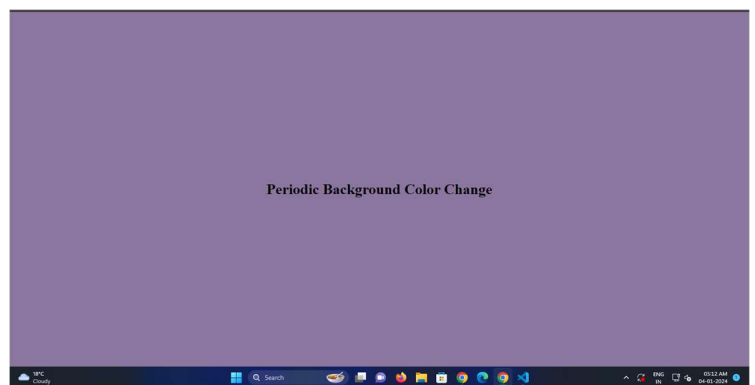 Periodic Background Color Change
18°C
Cloudy
Search
ENG
IN
05:12 AM
04-01-2024